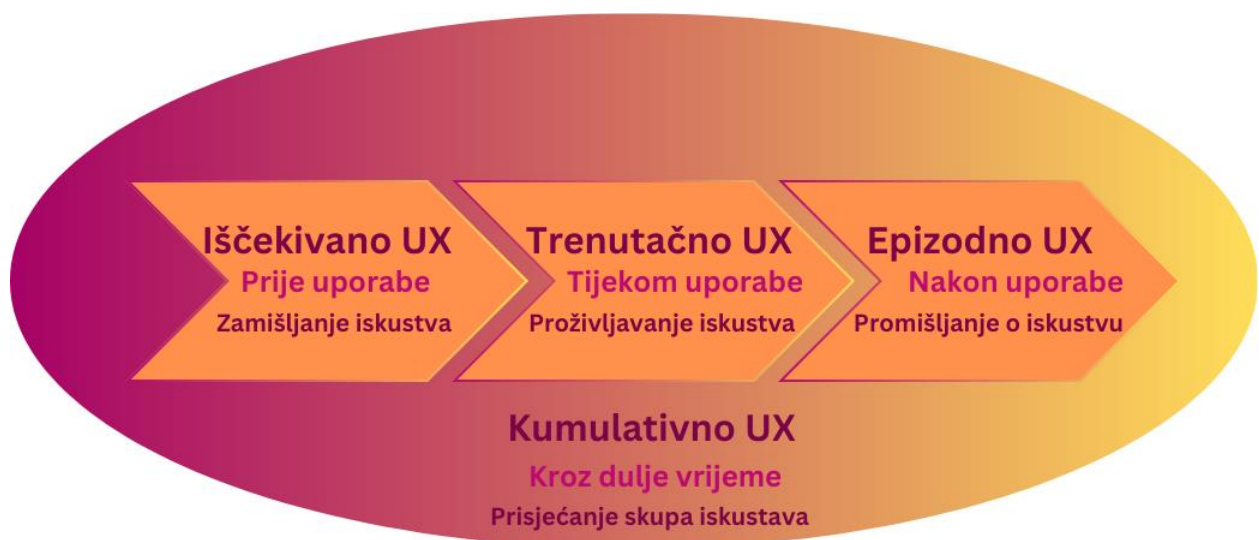 Iščekivano UX
Prije uporabe
Zamišljanje iskustva
Trenutačno UX
Tijekom uporabe
Proživljavanje iskustva
Epizodno UX
Nakon uporabe
Promišljanje o iskustvu
Kumulativno UX
Kroz dulje vrijeme
Prisjećanje skupa iskustava